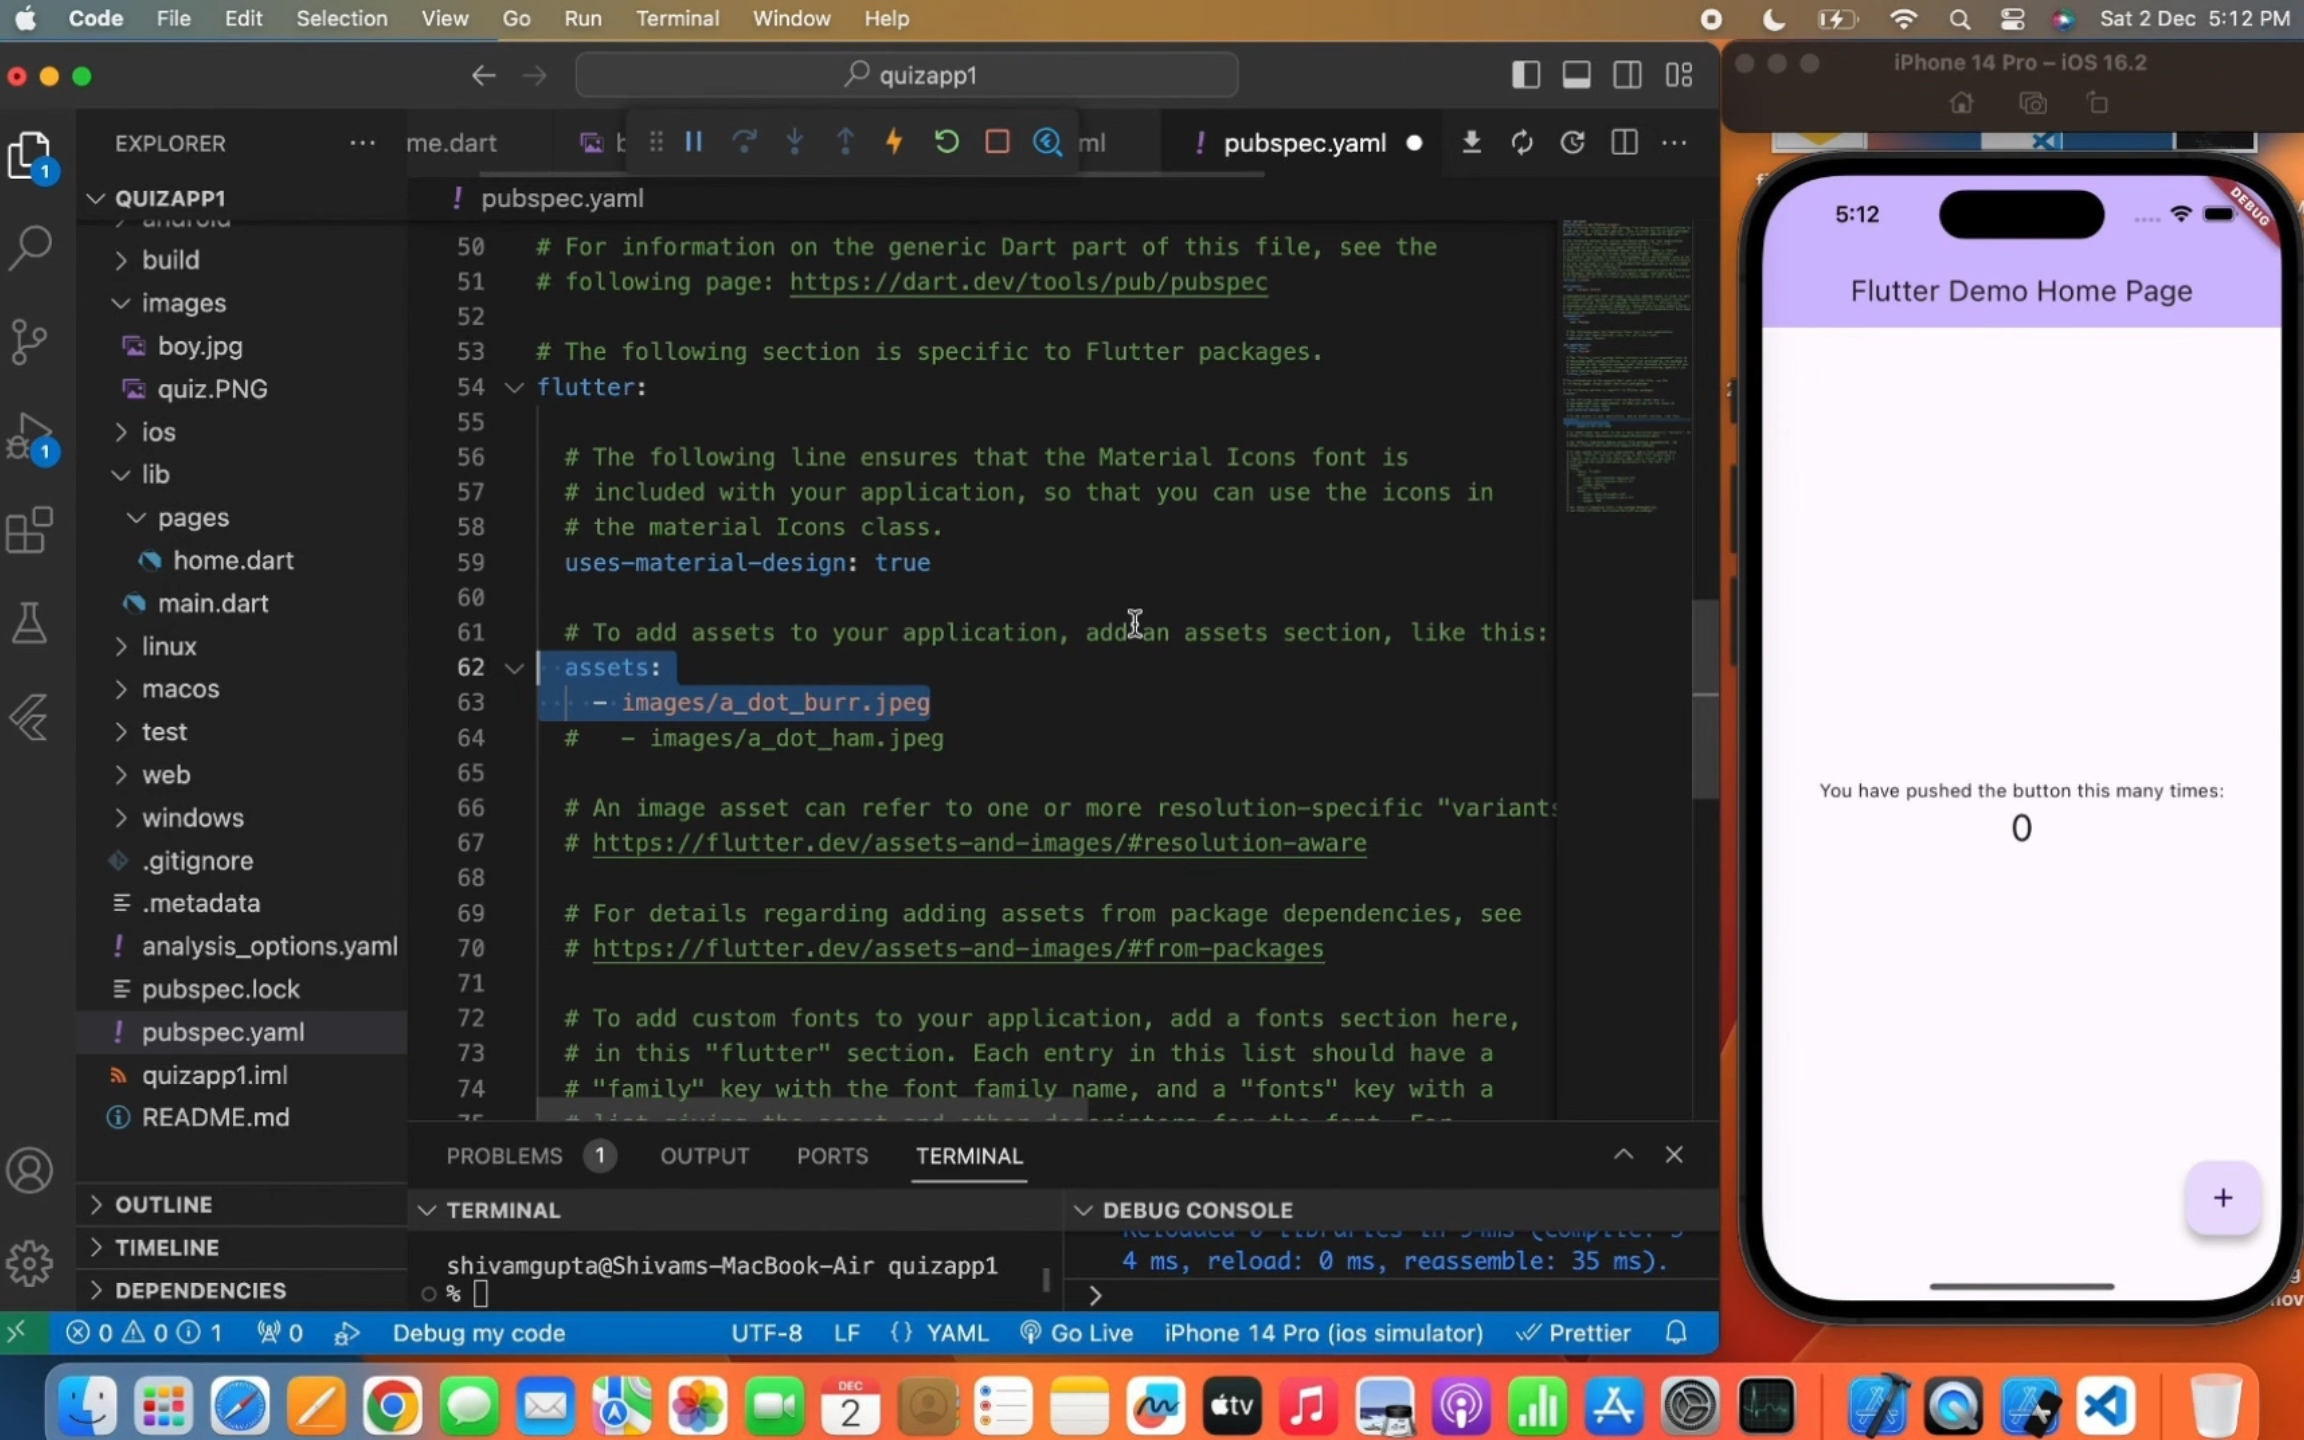 Code File Edit Selection View Go Run Terminal Window Help
Sat 2 Dec 5:12 PM
quizapp1
EXPLORER
me.dart
ml
! pubspec.yaml
! pubspec.yaml
1
QUIZAPP1
android
build
images
boy.jpg
quiz.PNG
ios
1
lib
pages
home.dart
main.dart
linux
macos
test
web
windows
.gitignore
.metadata
! analysis_options.yaml
pubspec.lock
! pubspec.yaml
quizapp1.iml
README.md
OUTLINE
TIMELINE
DEPENDENCIES
50 # For information on the generic Dart part of this file, see the
51 # following page: https://dart.dev/tools/pub/pubspec
52
53 # The following section is specific to Flutter packages.
54 flutter:
55
56 # The following line ensures that the Material Icons font is
57 # included with your application, so that you can use the icons in
58 # the material Icons class.
59 uses-material-design: true
60
61 # To add assets to your application, add an assets section, like this:
62 assets:
63 - images/a_dot_burr.jpeg
64 # - images/a_dot_ham.jpeg
65
66 # An image asset can refer to one or more resolution-specific "variants
67 # https://flutter.dev/assets-and-images/#resolution-aware
68
69 # For details regarding adding assets from package dependencies, see
70 # https://flutter.dev/assets-and-images/#from-packages
71
72 # To add custom fonts to your application, add a fonts section here,
73 # in this "flutter" section. Each entry in this list should have a
74 # "family" key with the font family name, and a "fonts" key with a
PROBLEMS 1 OUTPUT PORTS TERMINAL
TERMINAL
shivamgupta@Shivams-MacBook-Air quizapp1
%
DEBUG CONSOLE
4 ms, reload: 0 ms, reassemble: 35 ms).
>
0 0 1 0 Debug my code UTF-8 LF {} YAML Go Live iPhone 14 Pro (ios simulator) Prettier
iPhone 14 Pro – iOS 16.2
5:12
DEBUG
Flutter Demo Home Page
You have pushed the button this many times:
0
+
DEC
2
tv